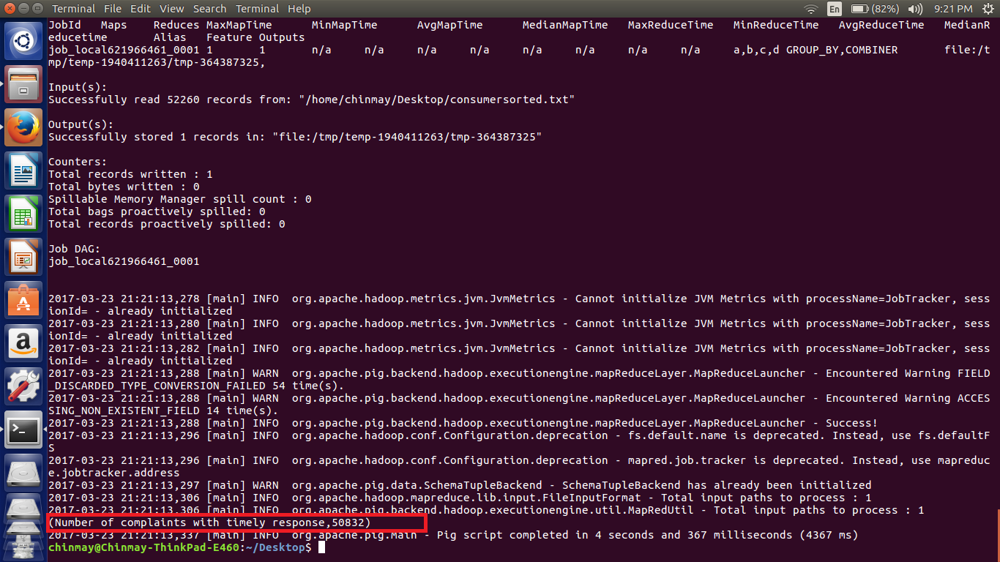 Terminal File Edit View Search Terminal Help En (82%) 9:21 PM
JobId Maps Reduces MaxMapTime MinMapTime AvgMapTime MedianMapTime MaxReduceTime MinReduceTime AvgReduceTime MedianR
educetime Alias Feature Outputs
job_local621966461_0001 1 1 n/a n/a n/a n/a n/a n/a n/a n/a a,b,c,d GROUP_BY,COMBINER file:/t
mp/temp-1940411263/tmp-364387325,
Input(s):
Successfully read 52260 records from: "/home/chinmay/Desktop/consumersorted.txt"
Output(s):
Successfully stored 1 records in: "file:/tmp/temp-1940411263/tmp-364387325"
Counters:
Total records written : 1
Total bytes written : 0
Spillable Memory Manager spill count : 0
Total bags proactively spilled: 0
Total records proactively spilled: 0
Job DAG:
job_local621966461_0001
2017-03-23 21:21:13,278 [main] INFO org.apache.hadoop.metrics.jvm.JvmMetrics - Cannot initialize JVM Metrics with processName=JobTracker, sess
ionId= - already initialized
2017-03-23 21:21:13,280 [main] INFO org.apache.hadoop.metrics.jvm.JvmMetrics - Cannot initialize JVM Metrics with processName=JobTracker, sess
ionId= - already initialized
2017-03-23 21:21:13,282 [main] INFO org.apache.hadoop.metrics.jvm.JvmMetrics - Cannot initialize JVM Metrics with processName=JobTracker, sess
ionId= - already initialized
2017-03-23 21:21:13,288 [main] WARN org.apache.pig.backend.hadoop.executionengine.mapReduceLayer.MapReduceLauncher - Encountered Warning FIELD
_DISCARDED_TYPE_CONVERSION_FAILED 54 time(s).
2017-03-23 21:21:13,288 [main] WARN org.apache.pig.backend.hadoop.executionengine.mapReduceLayer.MapReduceLauncher - Encountered Warning ACCES
SING_NON_EXISTENT_FIELD 14 time(s).
2017-03-23 21:21:13,288 [main] INFO org.apache.pig.backend.hadoop.executionengine.mapReduceLayer.MapReduceLauncher - Success!
2017-03-23 21:21:13,296 [main] INFO org.apache.hadoop.conf.Configuration.deprecation - fs.default.name is deprecated. Instead, use fs.defaultF
S
2017-03-23 21:21:13,296 [main] INFO org.apache.hadoop.conf.Configuration.deprecation - mapred.job.tracker is deprecated. Instead, use mapreduc
e.jobtracker.address
2017-03-23 21:21:13,297 [main] WARN org.apache.pig.data.SchemaTupleBackend - SchemaTupleBackend has already been initialized
2017-03-23 21:21:13,306 [main] INFO org.apache.hadoop.mapreduce.lib.input.FileInputFormat - Total input paths to process : 1
2017-03-23 21:21:13,306 [main] INFO org.apache.pig.backend.hadoop.executionengine.util.MapRedUtil - Total input paths to process : 1
(Number of complaints with timely response,50832)
2017-03-23 21:21:13,337 [main] INFO org.apache.pig.Main - Pig script completed in 4 seconds and 367 milliseconds (4367 ms)
chinmay@Chinmay-ThinkPad-E460:~/Desktop$